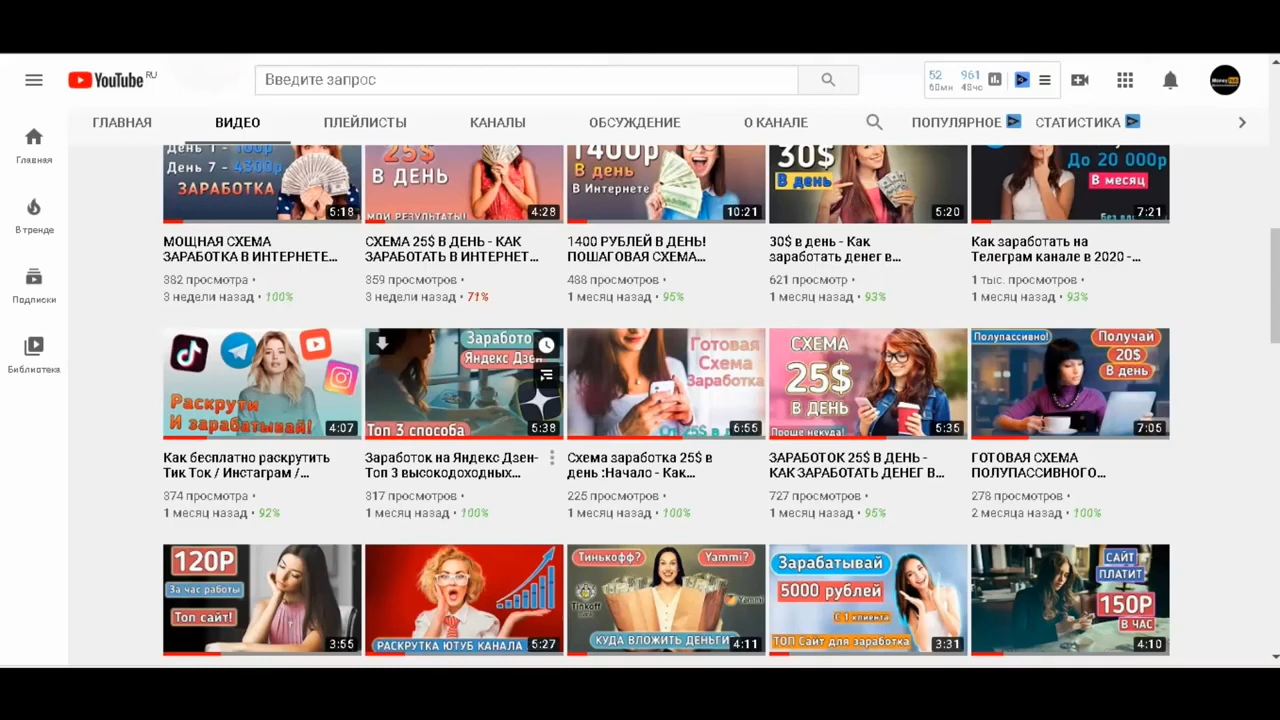 YouTube RU
Введите запрос
52 961
60мн 48чс
MoneyHub
ГЛАВНАЯ ВИДЕО ПЛЕЙЛИСТЫ КАНАЛЫ ОБСУЖДЕНИЕ О КАНАЛЕ ПОПУЛЯРНОЕ СТАТИСТИКА
Главная
В тренде
Подписки
Библиотека
День 1 - 100р
День 7 - 4300р
ЗАРАБОТКА
5:18
25$
В ДЕНЬ
МОИ РЕЗУЛЬТАТЫ!
4:28
1400р
В день
В Интернете
10:21
30$
В день
5:20
До 20 000р
В месяц
7:21
МОЩНАЯ СХЕМА
ЗАРАБОТКА В ИНТЕРНЕТЕ...
382 просмотра •
3 недели назад • 100%
СХЕМА 25$ В ДЕНЬ - КАК
ЗАРАБОТАТЬ В ИНТЕРНЕТ...
359 просмотров •
3 недели назад • 71%
1400 РУБЛЕЙ В ДЕНЬ!
ПОШАГОВАЯ СХЕМА...
488 просмотров •
1 месяц назад • 95%
30$ в день - Как
заработать денег в...
621 просмотр •
1 месяц назад • 93%
Как заработать на
Телеграм канале в 2020 -...
1 тыс. просмотров •
1 месяц назад • 93%
Раскрути
И зарабатывай!
4:07
Заработо
Яндекс Дзен
Топ 3 способа
5:38
Готовая
Схема
Заработка
От 25$ в д
6:55
СХЕМА
25$
В ДЕНЬ
Проще некуда!
5:35
Полупассивно!
Получай
20$
В день
7:05
Как бесплатно раскрутить
Тик Ток / Инстаграм /...
374 просмотра •
1 месяц назад • 92%
Заработок на Яндекс Дзен-
Топ 3 высокодоходных...
317 просмотров •
1 месяц назад • 100%
Схема заработка 25$ в
день :Начало - Как...
225 просмотров •
1 месяц назад • 100%
ЗАРАБОТОК 25$ В ДЕНЬ -
КАК ЗАРАБОТАТЬ ДЕНЕГ В...
727 просмотров •
1 месяц назад • 95%
ГОТОВАЯ СХЕМА
ПОЛУПАССИВНОГО...
278 просмотров •
2 месяца назад • 100%
120Р
За час работы
Топ сайт!
3:55
РАСКРУТКА ЮТУБ КАНАЛА
5:27
Тинькофф? Yammi?
Tinkoff
Yammi
КУДА ВЛОЖИТЬ ДЕНЬГИ
4:11
Зарабатывай
5000 рублей
С 1 клиента
ТОП Сайт для заработка
3:31
САЙТ
ПЛАТИТ
150Р
В ЧАС
4:10